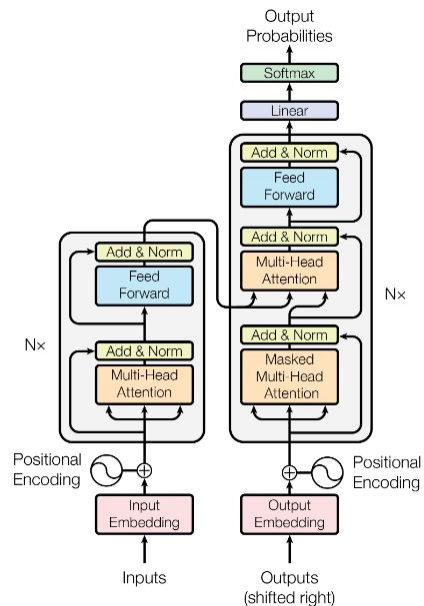 Output
Probabilities
Softmax
Linear
Add & Norm
Feed
Forward
Add & Norm
Multi-Head
Attention
Nx
Add & Norm
Masked
Multi-Head
Attention
Positional
Encoding
Output
Embedding
Outputs
(shifted right)
Add & Norm
Feed
Forward
Nx
Add & Norm
Multi-Head
Attention
Positional
Encoding
Input
Embedding
Inputs